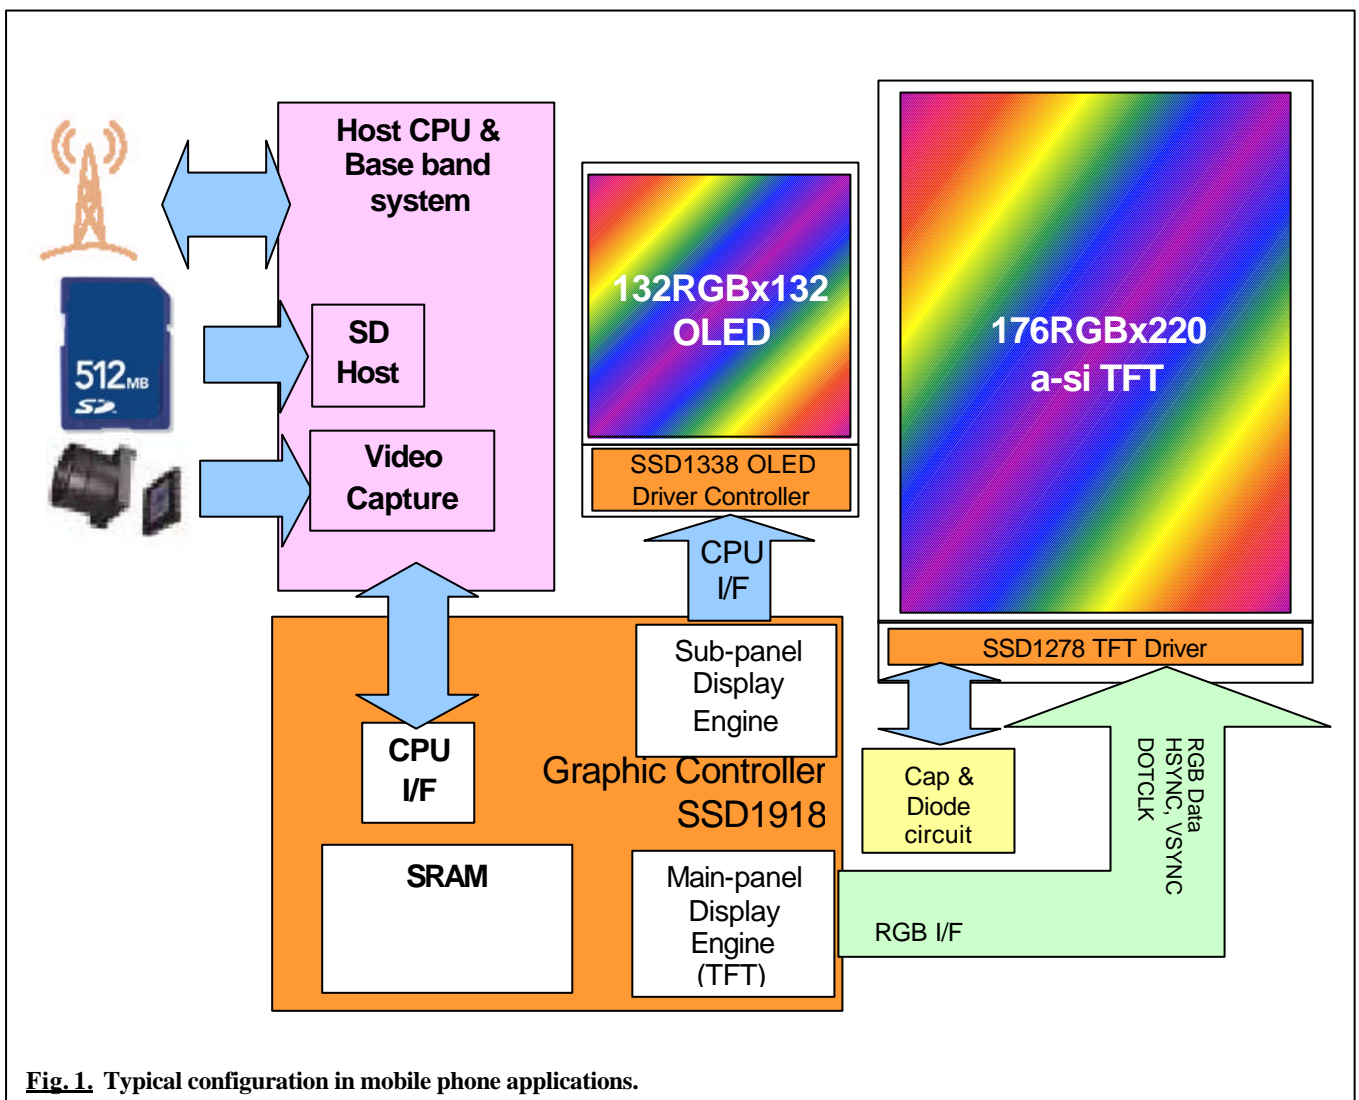 Host CPU &
Base band
system
SD
Host
512MB
SD
Video
Capture
132RGBx132
OLED
SSD1338 OLED
Driver Controller
176RGBx220
a-si TFT
SSD1278 TFT Driver
CPU
I/F
Sub-panel
Display
Engine
CPU
I/F
Graphic Controller
SSD1918
SRAM
Main-panel
Display
Engine
(TFT)
Cap &
Diode
circuit
RGB I/F
RGB Data
HSYNC, VSYNC
DOTCLK
Fig. 1. Typical configuration in mobile phone applications.